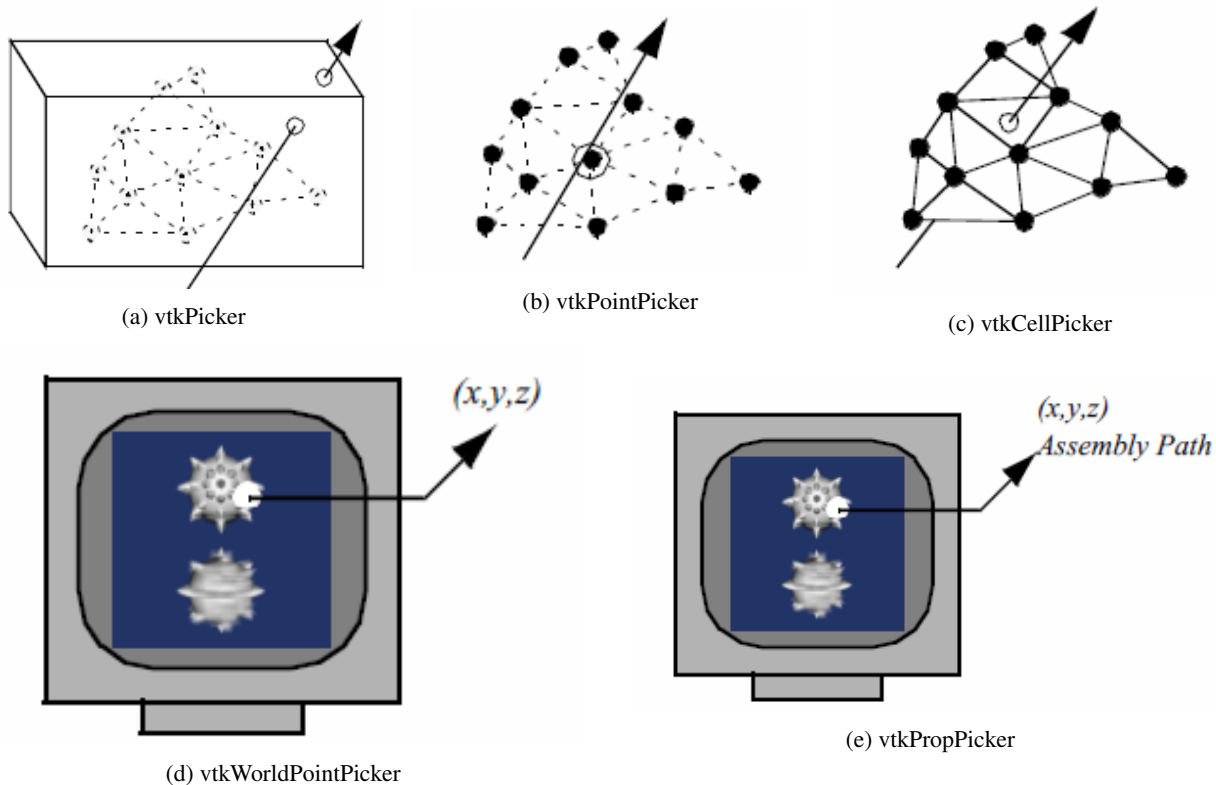 (a) vtkPicker
(b) vtkPointPicker
(c) vtkCellPicker
(x,y,z)
(x,y,z)
Assembly Path
(d) vtkWorldPointPicker
(e) vtkPropPicker